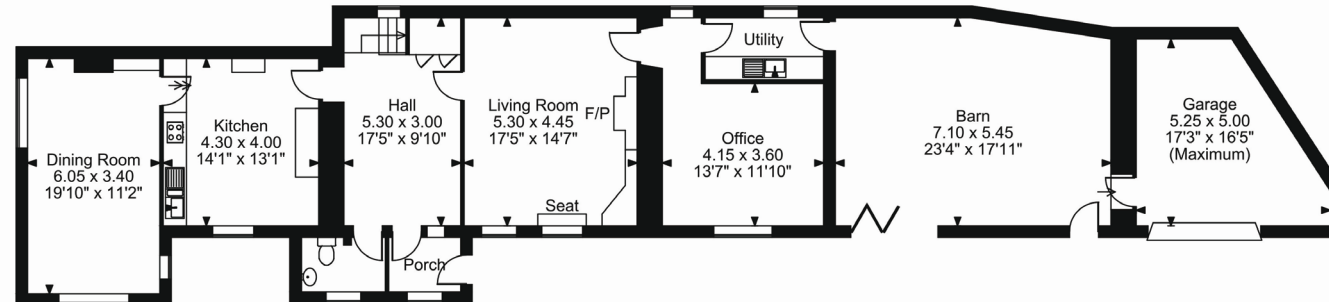 Dining Room
6.05 x 3.40
19'10" x 11'2"
Kitchen
4.30 x 4.00
14'1" x 13'1"
Hall
5.30 x 3.00
17'5" x 9'10"
Living Room
5.30 x 4.45
17'5" x 14'7"
F/P
Seat
Porch
Utility
Office
4.15 x 3.60
13'7" x 11'10"
Barn
7.10 x 5.45
23'4" x 17'11"
Garage
5.25 x 5.00
17'3" x 16'5"
(Maximum)